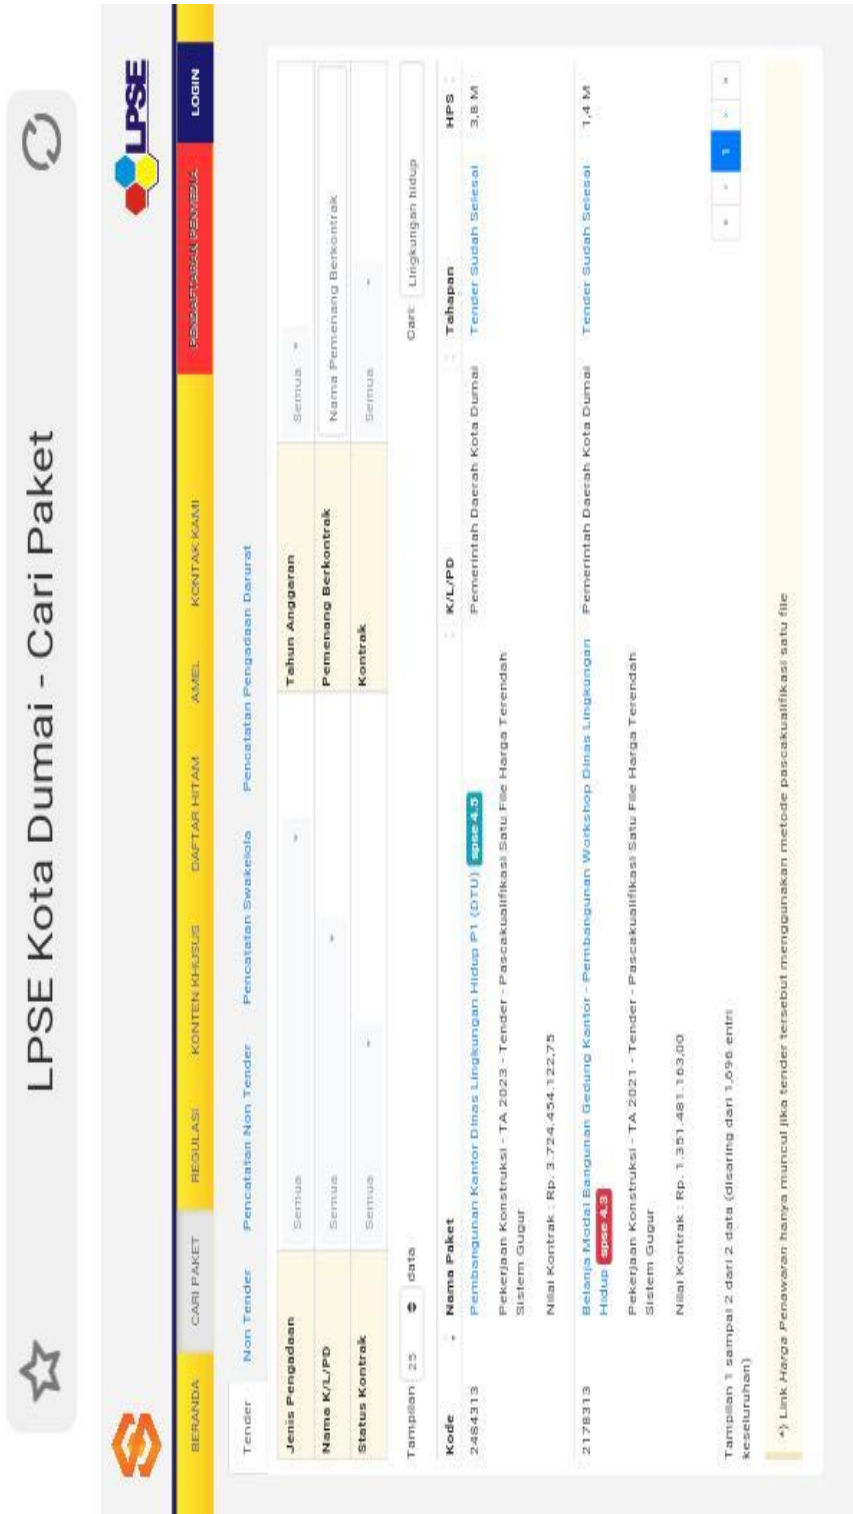 LPSE Kota Dumai - Cari Paket
LPSE
BERANDA CARI PAKET REGULASI KONTEN KHUSUS DAFTAR HITAM AMEL KONTAK KAMI PENDAFTARAN PENYEDIA LOGIN
Tender Non Tender Pencatatan Non Tender Pencatatan Swakelola Pencatatan Pengadaan Darurat
Jenis Pengadaan Semua Tahun Anggaran Semua
Nama K/L/PD Semua Pemenang Berkontrak Nama Pemenang Berkontrak
Status Kontrak Semua Kontrak Semua
Tampilan 25 data Cari: Lingkungan hidup
Kode Nama Paket K/L/PD Tahapan HPS
2484313 Pembangunan Kantor Dinas Lingkungan Hidup P1 (DTU) spse 4.5 Pemerintah Daerah Kota Dumai Tender Sudah Selesai 3,8 M
Pekerjaan Konstruksi - TA 2023 - Tender - Pascakualifikasi Satu File Harga Terendah
Sistem Gugur
Nilai Kontrak : Rp. 3.724.454.122,75
2178313 Belanja Modal Bangunan Gedung Kantor - Pembangunan Workshop Dinas Lingkungan Pemerintah Daerah Kota Dumai Tender Sudah Selesai 1,4 M
Hidup spse 4.3
Pekerjaan Konstruksi - TA 2021 - Tender - Pascakualifikasi Satu File Harga Terendah
Sistem Gugur
Nilai Kontrak : Rp. 1.351.481.163,00
Tampilan 1 sampai 2 dari 2 data (disaring dari 1,696 entri
keseluruhan)
« ‹ 1 › »
*) Link Harga Penawaran hanya muncul jika tender tersebut menggunakan metode pascakualifikasi satu file